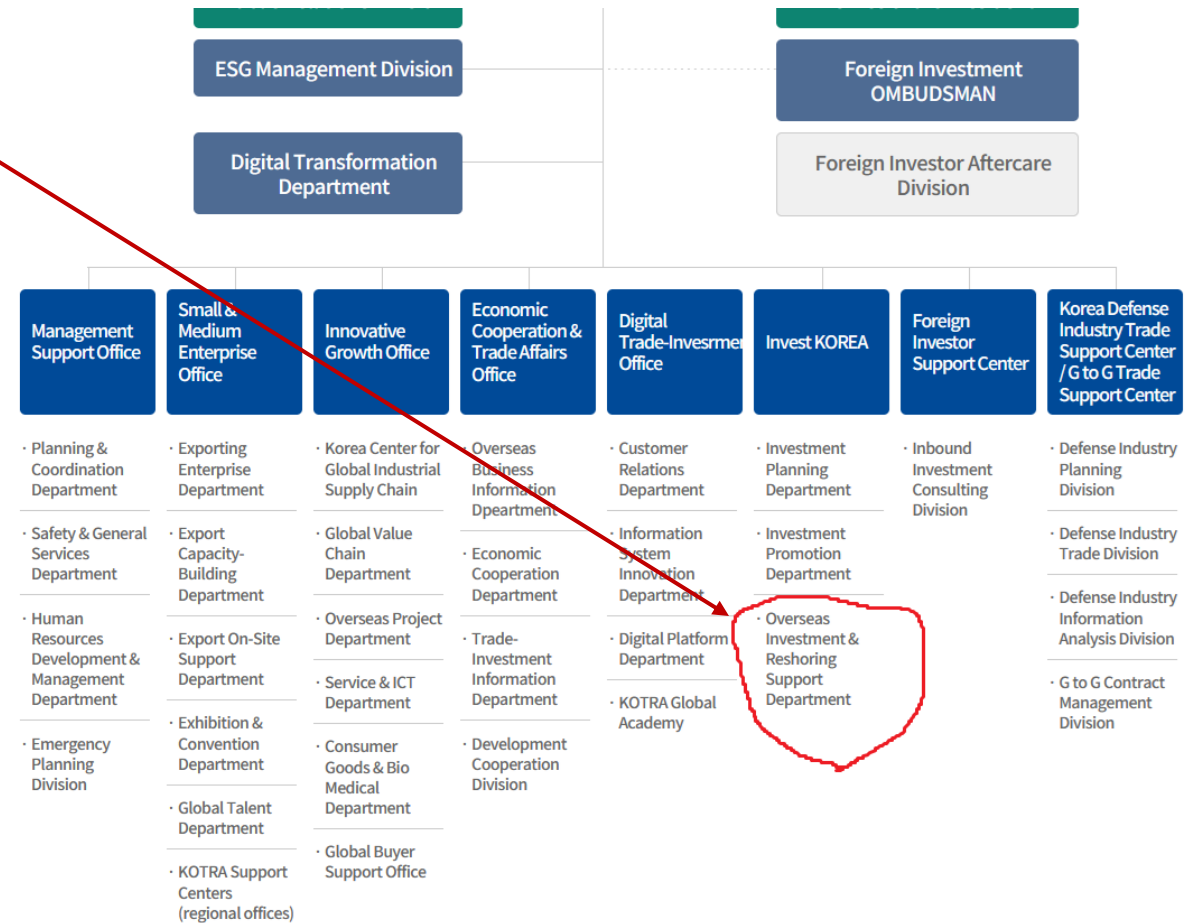 ESG Management Division
Foreign Investment
OMBUDSMAN
Digital Transformation
Department
Foreign Investor Aftercare
Division
Management
Support Office
Small &
Medium
Enterprise
Office
Innovative
Growth Office
Economic
Cooperation &
Trade Affairs
Office
Digital
Trade-Invesrmer
Office
Invest KOREA
Foreign
Investor
Support Center
Korea Defense
Industry Trade
Support Center
/ G to G Trade
Support Center
· Planning &
Coordination
Department
· Safety & General
Services
Department
· Human
Resources
Development &
Management
Department
· Emergency
Planning
Division
· Exporting
Enterprise
Department
· Export
Capacity-
Building
Department
· Export On-Site
Support
Department
· Exhibition &
Convention
Department
· Global Talent
Department
· KOTRA Support
Centers
(regional offices)
· Korea Center for
Global Industrial
Supply Chain
· Global Value
Chain
Department
· Overseas Project
Department
· Service & ICT
Department
· Consumer
Goods & Bio
Medical
Department
· Global Buyer
Support Office
· Overseas
Business
Information
Dpeartment
· Economic
Cooperation
Department
· Trade-
Investment
Information
Department
· Development
Cooperation
Division
· Customer
Relations
Department
· Information
System
Innovation
Department
· Digital Platform
Department
· KOTRA Global
Academy
· Investment
Planning
Department
· Investment
Promotion
Department
· Overseas
Investment &
Reshoring
Support
Department
· Inbound
Investment
Consulting
Division
· Defense Industry
Planning
Division
· Defense Industry
Trade Division
· Defense Industry
Information
Analysis Division
· G to G Contract
Management
Division